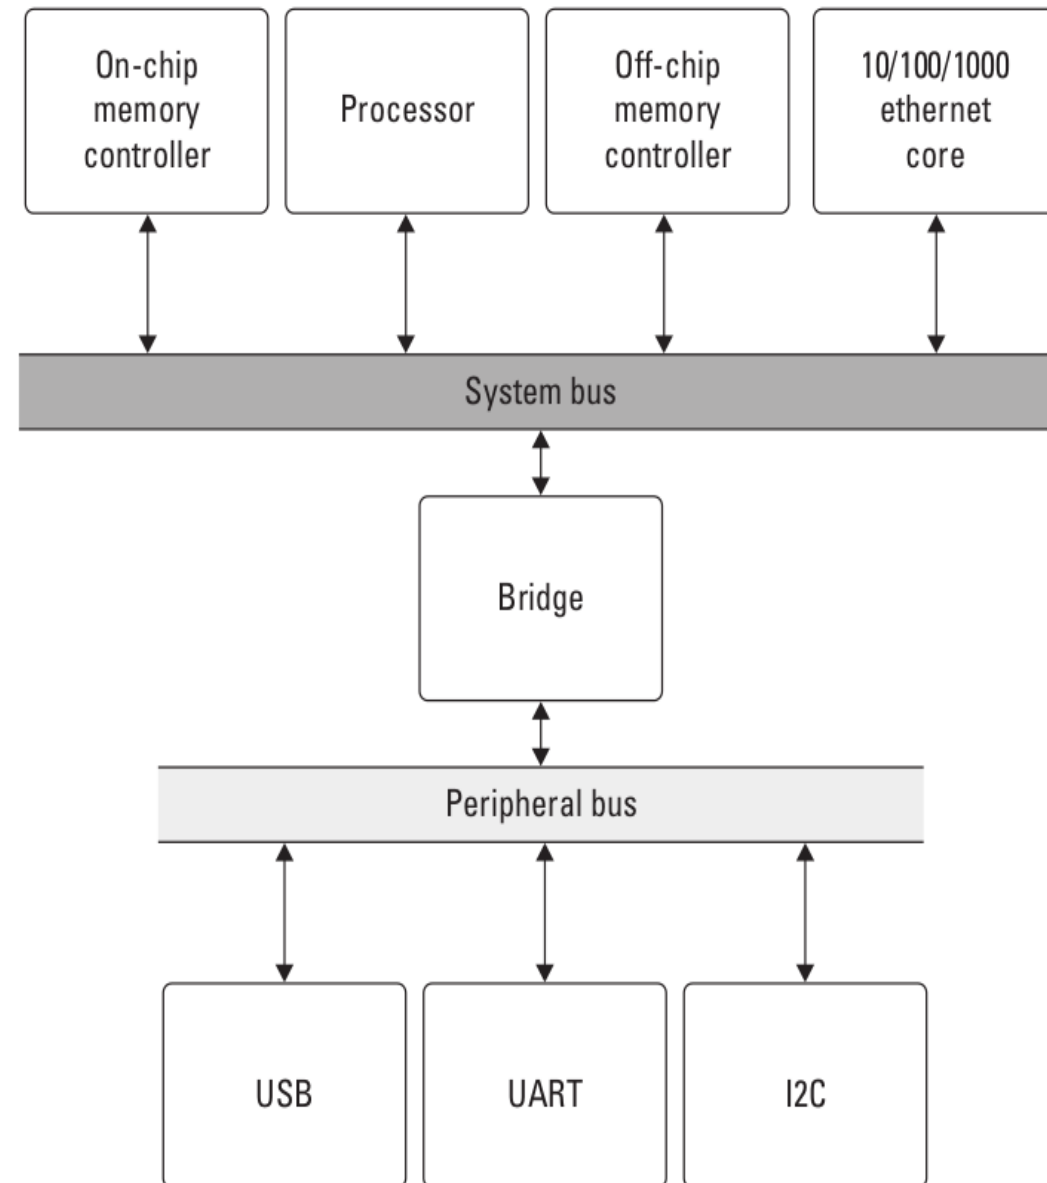 On-chip
memory
controller
Processor
Off-chip
memory
controller
10/100/1000
ethernet
core
System bus
Bridge
Peripheral bus
USB
UART
I2C